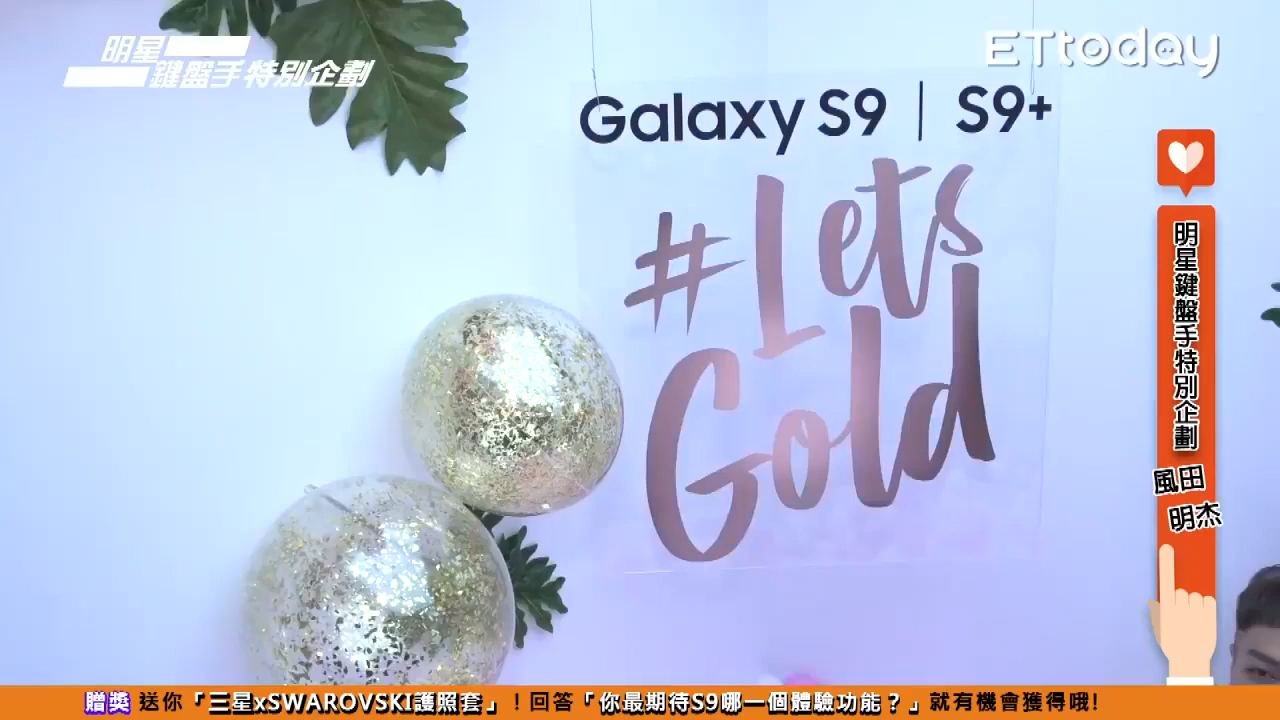 明星
鍵盤手特別企劃
ETtoday
Galaxy S9 | S9+
#Lets
Gold
明星鍵盤手特別企劃
風田
明杰
贈獎 送你「三星xSWAROVSKI護照套」！回答「你最期待S9哪一個體驗功能？」就有機會獲得哦!